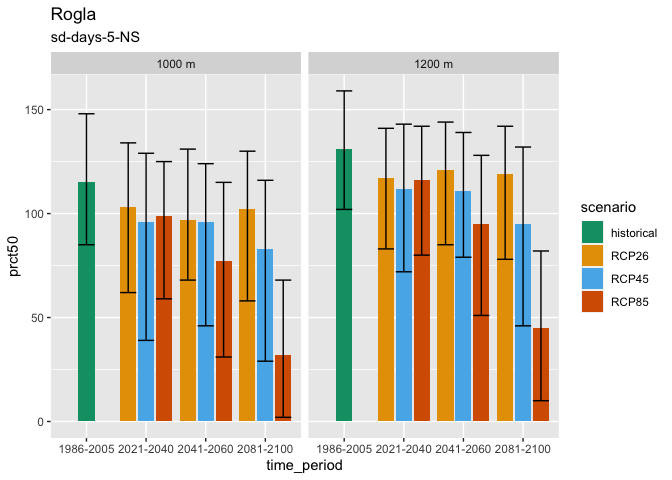 Rogla
sd-days-5-NS
1000 m
1200 m
prct50
150
100
50
0
1986-2005 2021-2040 2041-2060 2081-2100
1986-2005 2021-2040 2041-2060 2081-2100
time_period
scenario
historical
RCP26
RCP45
RCP85